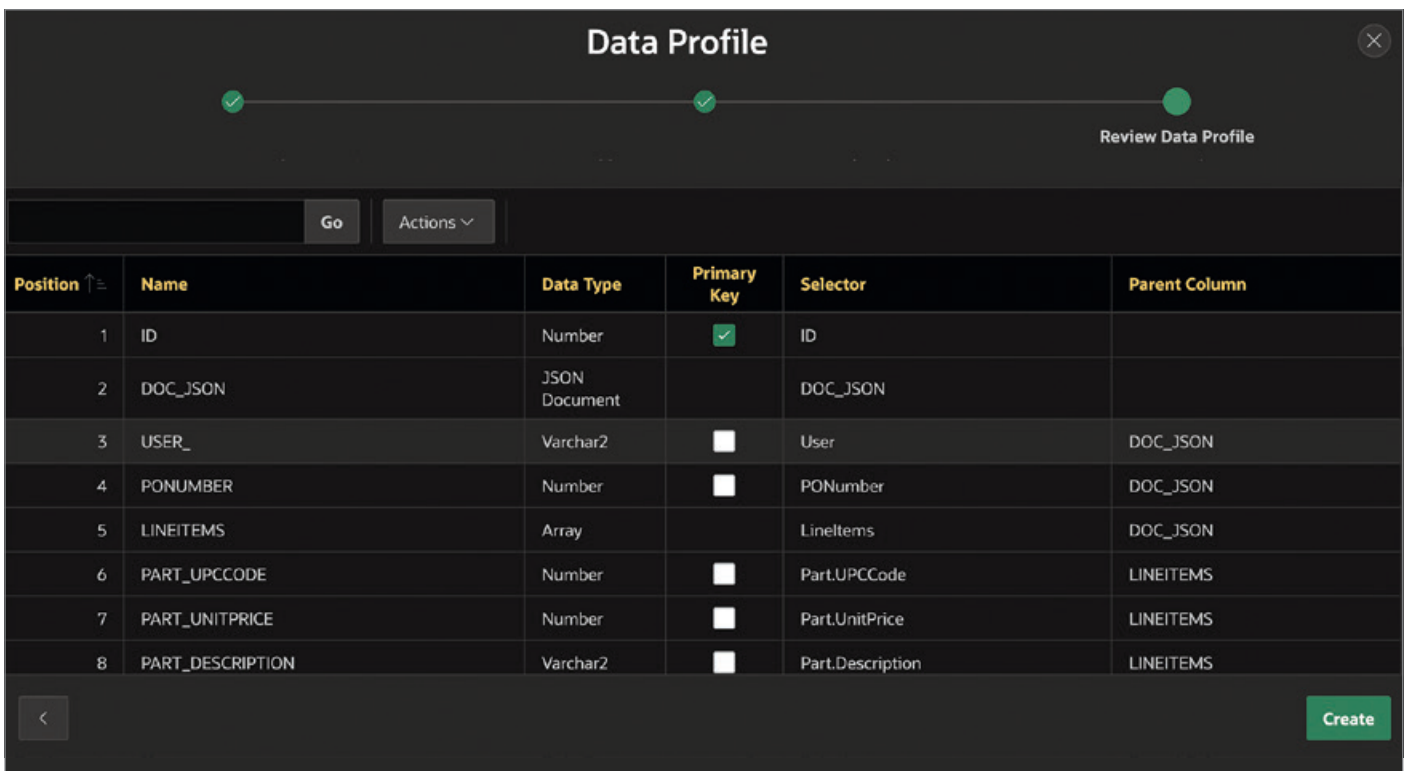 Data Profile
Review Data Profile
Go Actions
Position Name Data Type Primary Key Selector Parent Column
1 ID Number ID
2 DOC_JSON JSON Document DOC_JSON
3 USER_ Varchar2 User DOC_JSON
4 PONUMBER Number PONumber DOC_JSON
5 LINEITEMS Array LineItems DOC_JSON
6 PART_UPCCODE Number Part.UPCCode LINEITEMS
7 PART_UNITPRICE Number Part.UnitPrice LINEITEMS
8 PART_DESCRIPTION Varchar2 Part.Description LINEITEMS
Create